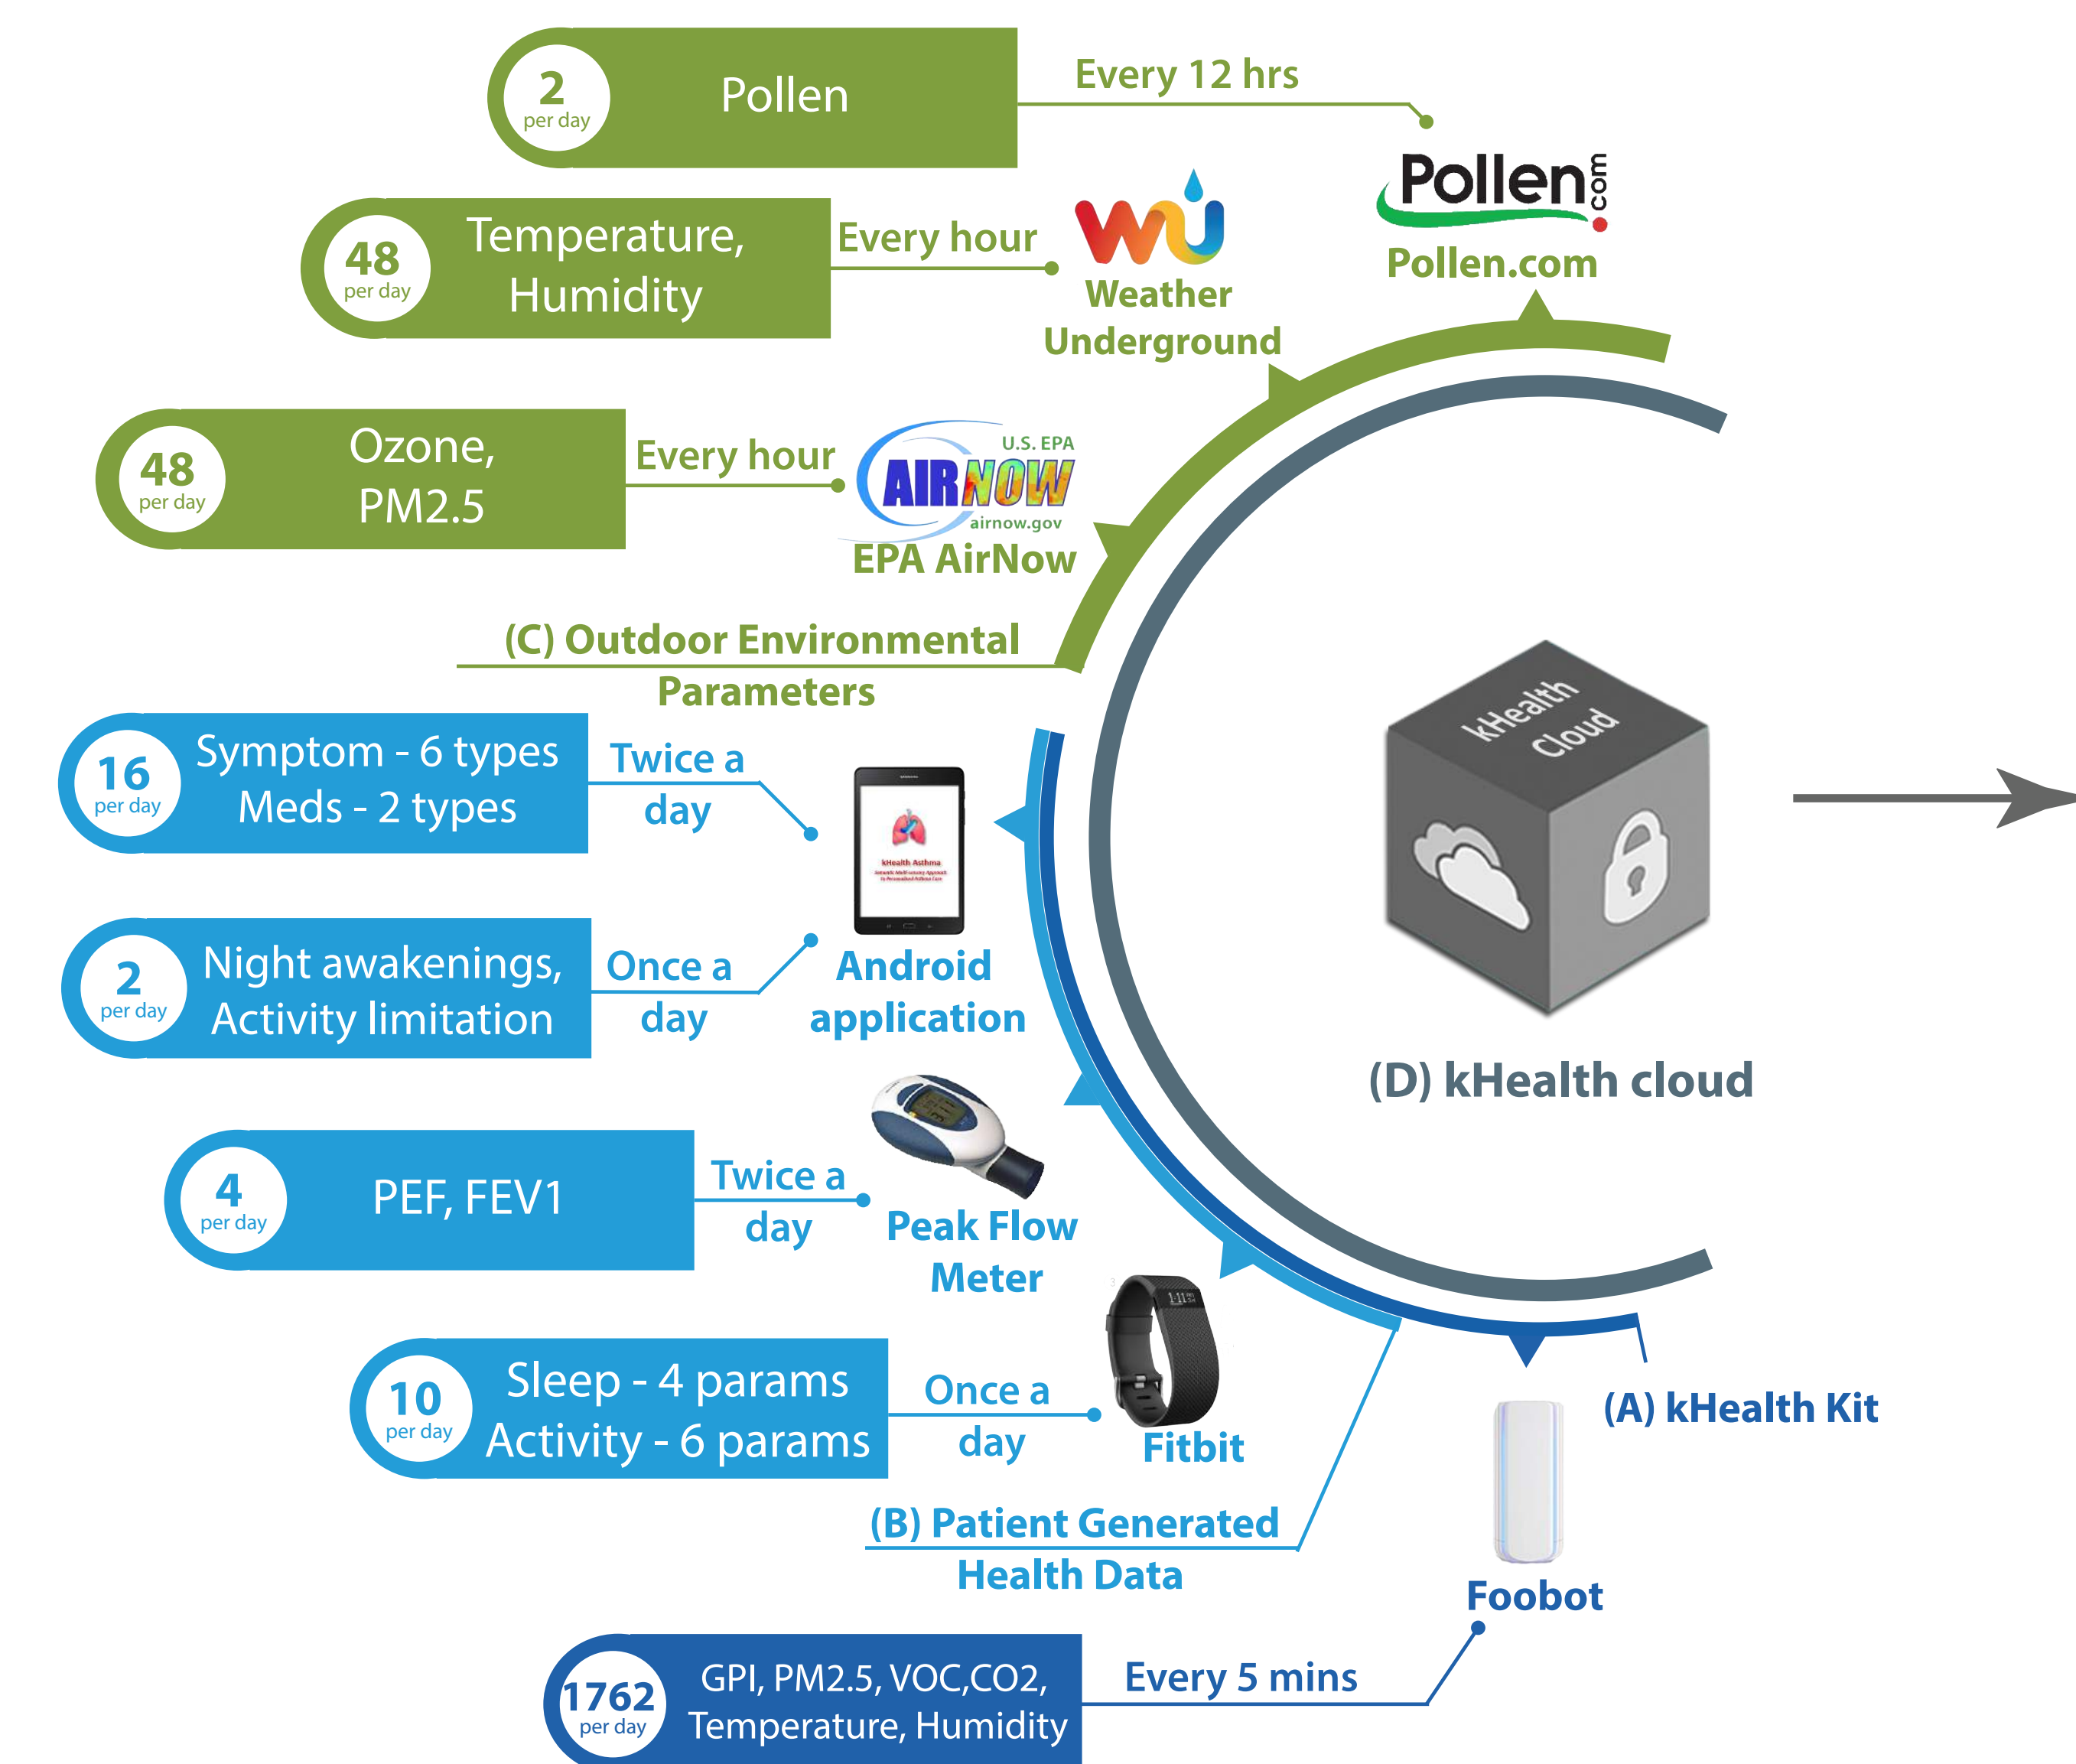 2
per day
Pollen
Every 12 hrs
Pollen.com
Pollen.com
48
per day
Temperature,
Humidity
Every hour
wu
Weather
Underground
48
per day
Ozone,
PM2.5
Every hour
U.S. EPA
AIRNOW
airnow.gov
EPA AirNow
(C) Outdoor Environmental
Parameters
16
per day
Symptom - 6 types
Meds - 2 types
Twice a
day
kHealth Asthma
2
per day
Night awakenings,
Activity limitation
Once a
day
Android
application
kHealth
Cloud
(D) kHealth cloud
4
per day
PEF, FEV1
Twice a
day
Peak Flow
Meter
10
per day
Sleep - 4 params
Activity - 6 params
Once a
day
Fitbit
(A) kHealth Kit
(B) Patient Generated
Health Data
Foobot
1762
per day
GPI, PM2.5, VOC,CO2,
Temperature, Humidity
Every 5 mins